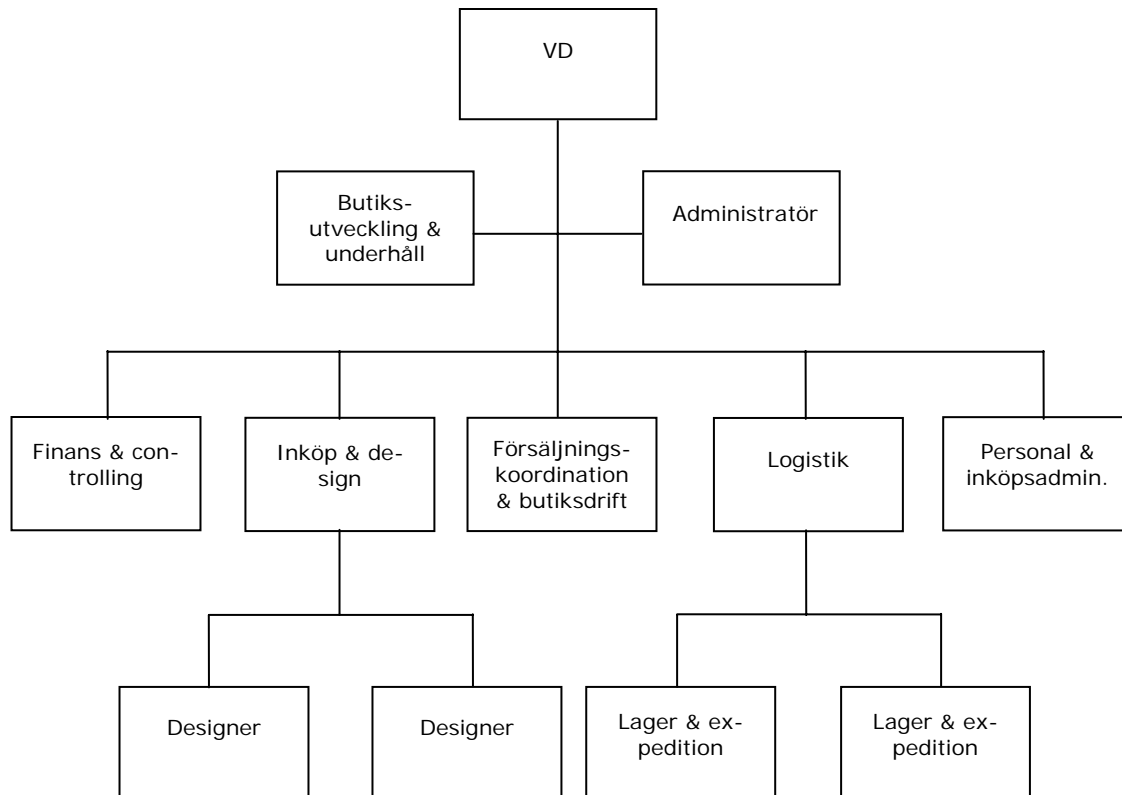 VD
Butiks-
utveckling &
underhåll
Administratör
Finans & con-
trolling
Inköp & de-
sign
Försäljnings-
koordination
& butiksdrift
Logistik
Personal &
inköpsadmin.
Designer
Designer
Lager & ex-
pedition
Lager & ex-
pedition